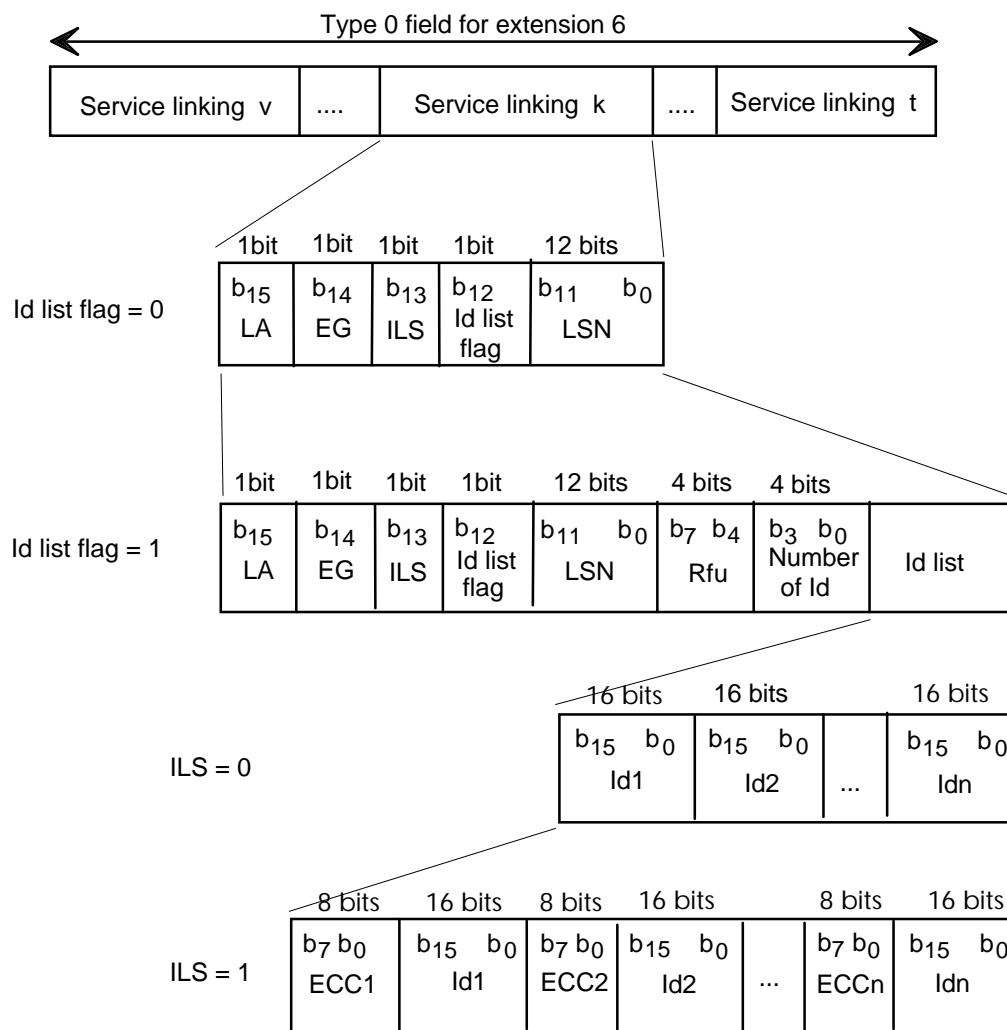 Type 0 field for extension 6
Service linking v .... Service linking k .... Service linking t
1bit 1bit 1bit 1bit 12 bits
Id list flag = 0
b15 b14 b13 b12 b11 b0
LA EG ILS Id list flag LSN
1bit 1bit 1bit 1bit 12 bits 4 bits 4 bits
Id list flag = 1
b15 b14 b13 b12 b11 b0 b7 b4 b3 b0
LA EG ILS Id list flag LSN Rfu Number of Id Id list
16 bits 16 bits 16 bits
ILS = 0
b15 b0 b15 b0 b15 b0
Id1 Id2 ... Idn
8 bits 16 bits 8 bits 16 bits 8 bits 16 bits
ILS = 1
b7 b0 b15 b0 b7 b0 b15 b0 b7 b0 b15 b0
ECC1 Id1 ECC2 Id2 ... ECCn Idn